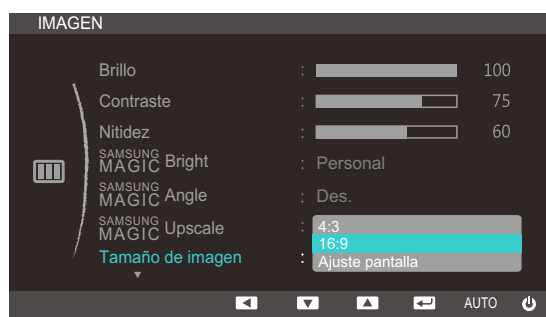 IMAGEN
Brillo : 100
Contraste : 75
Nitidez : 60
SAMSUNG MAGIC Bright : Personal
SAMSUNG MAGIC Angle : Des.
SAMSUNG MAGIC Upscale :
4:3
16:9
Tamaño de imagen : Ajuste pantalla
AUTO